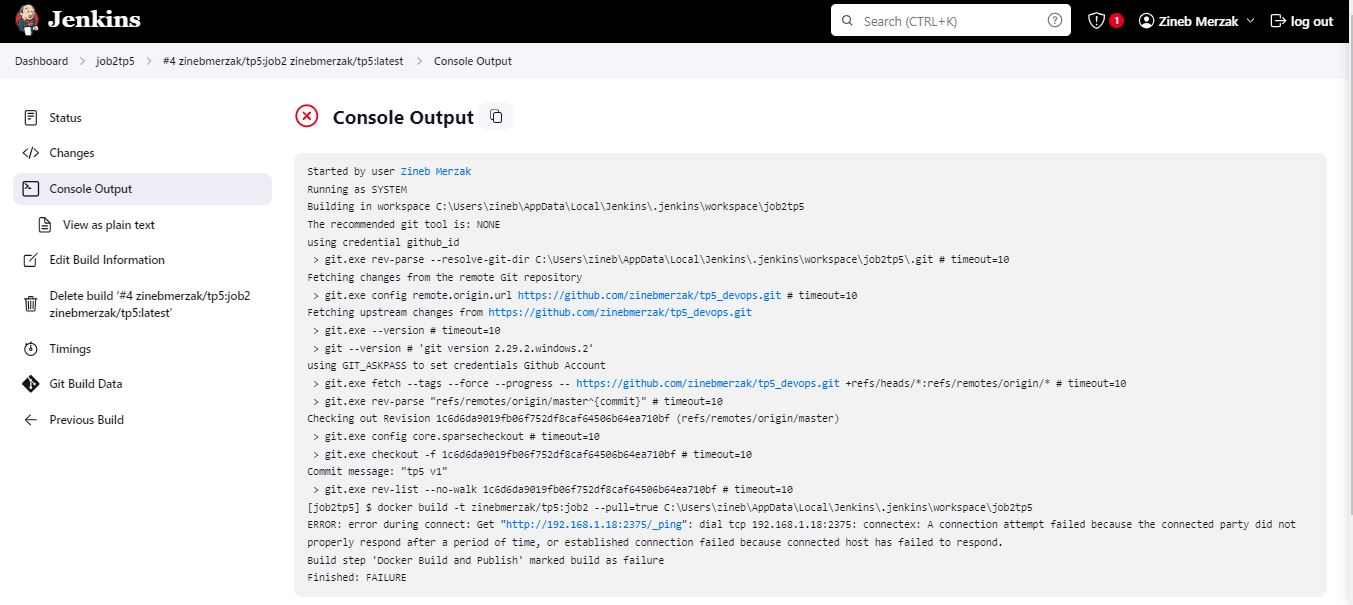 Jenkins
Search (CTRL+K)
1
Zineb Merzak
log out
Dashboard
job2tp5
#4 zinebmerzak/tp5:job2 zinebmerzak/tp5:latest
Console Output
Status
Changes
Console Output
View as plain text
Edit Build Information
Delete build ‘#4 zinebmerzak/tp5:job2
zinebmerzak/tp5:latest’
Timings
Git Build Data
Previous Build
Console Output
Started by user Zineb Merzak
Running as SYSTEM
Building in workspace C:\Users\zineb\AppData\Local\Jenkins\.jenkins\workspace\job2tp5
The recommended git tool is: NONE
using credential github_id
> git.exe rev-parse --resolve-git-dir C:\Users\zineb\AppData\Local\Jenkins\.jenkins\workspace\job2tp5\.git # timeout=10
Fetching changes from the remote Git repository
> git.exe config remote.origin.url https://github.com/zinebmerzak/tp5_devops.git # timeout=10
Fetching upstream changes from https://github.com/zinebmerzak/tp5_devops.git
> git.exe --version # timeout=10
> git --version # 'git version 2.29.2.windows.2'
using GIT_ASKPASS to set credentials Github Account
> git.exe fetch --tags --force --progress -- https://github.com/zinebmerzak/tp5_devops.git +refs/heads/*:refs/remotes/origin/* # timeout=10
> git.exe rev-parse "refs/remotes/origin/master^{commit}" # timeout=10
Checking out Revision 1c6d6da9019fb06f752df8caf64506b64ea710bf (refs/remotes/origin/master)
> git.exe config core.sparsecheckout # timeout=10
> git.exe checkout -f 1c6d6da9019fb06f752df8caf64506b64ea710bf # timeout=10
Commit message: "tp5 v1"
> git.exe rev-list --no-walk 1c6d6da9019fb06f752df8caf64506b64ea710bf # timeout=10
[job2tp5] $ docker build -t zinebmerzak/tp5:job2 --pull=true C:\Users\zineb\AppData\Local\Jenkins\.jenkins\workspace\job2tp5
ERROR: error during connect: Get "http://192.168.1.18:2375/_ping": dial tcp 192.168.1.18:2375: connectex: A connection attempt failed because the connected party did not
properly respond after a period of time, or established connection failed because connected host has failed to respond.
Build step 'Docker Build and Publish' marked build as failure
Finished: FAILURE